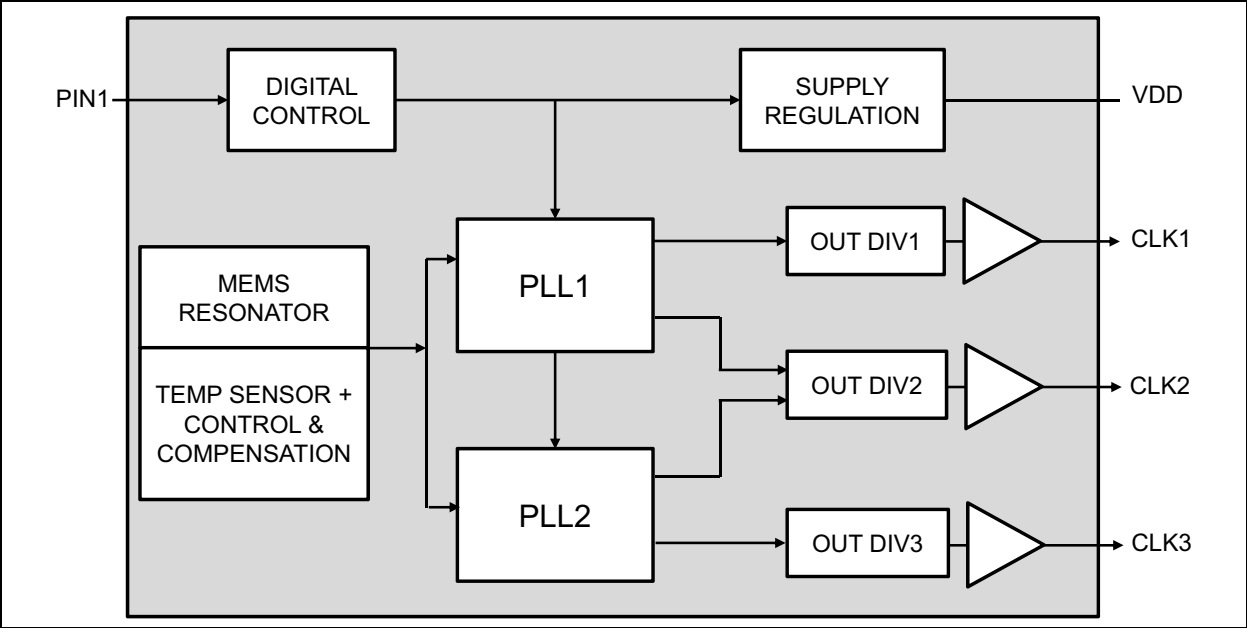 PIN1
DIGITAL
CONTROL
SUPPLY
REGULATION
VDD
MEMS
RESONATOR
TEMP SENSOR +
CONTROL &
COMPENSATION
PLL1
PLL2
OUT DIV1
CLK1
OUT DIV2
CLK2
OUT DIV3
CLK3